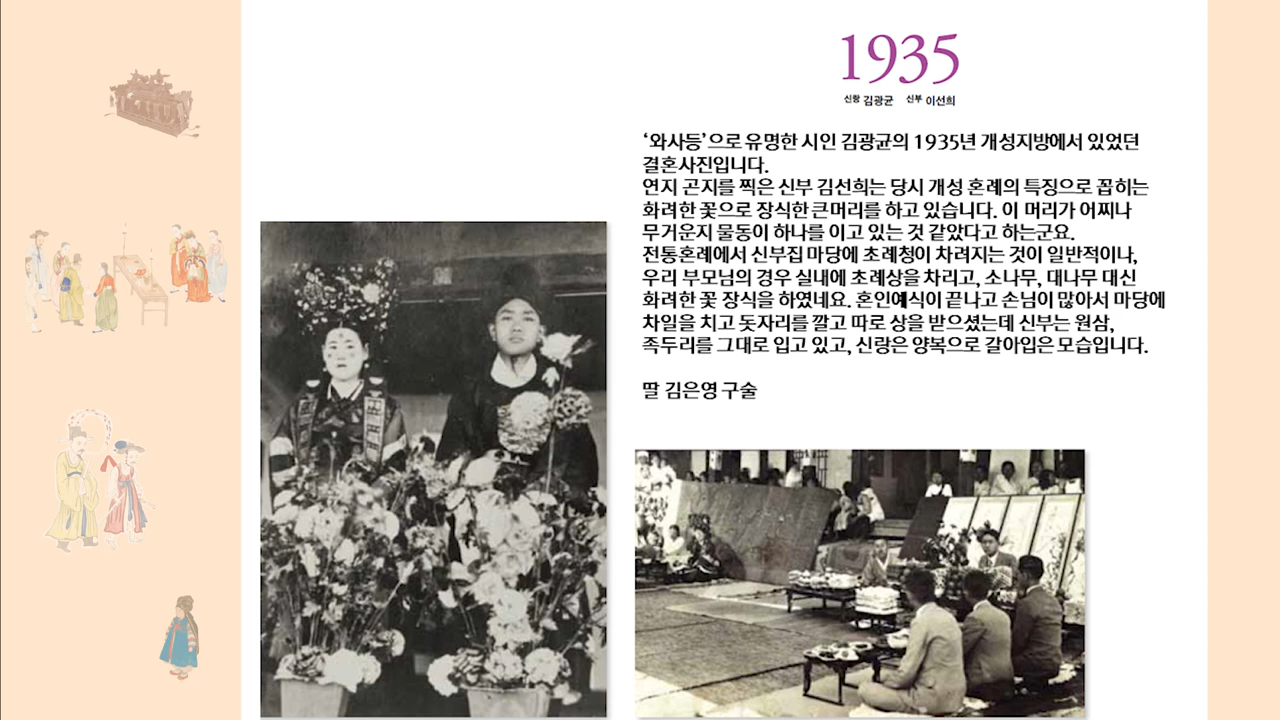 1935
신랑 김광균 신부 이선희
‘와사등’으로 유명한 시인 김광균의 1935년 개성지방에서 있었던
결혼사진입니다.
연지 곤지를 찍은 신부 김선희는 당시 개성 혼례의 특징으로 꼽히는
화려한 꽃으로 장식한 큰머리를 하고 있습니다. 이 머리가 어찌나
무거운지 물동이 하나를 이고 있는 것 같았다고 하는군요.
전통혼례에서 신부집 마당에 초례청이 차려지는 것이 일반적이나,
우리 부모님의 경우 실내에 초례상을 차리고, 소나무, 대나무 대신
화려한 꽃 장식을 하였네요. 혼인예식이 끝나고 손님이 많아서 마당에
차일을 치고 돗자리를 깔고 따로 상을 받으셨는데 신부는 원삼,
족두리를 그대로 입고 있고, 신랑은 양복으로 갈아입은 모습입니다.
딸 김은영 구술